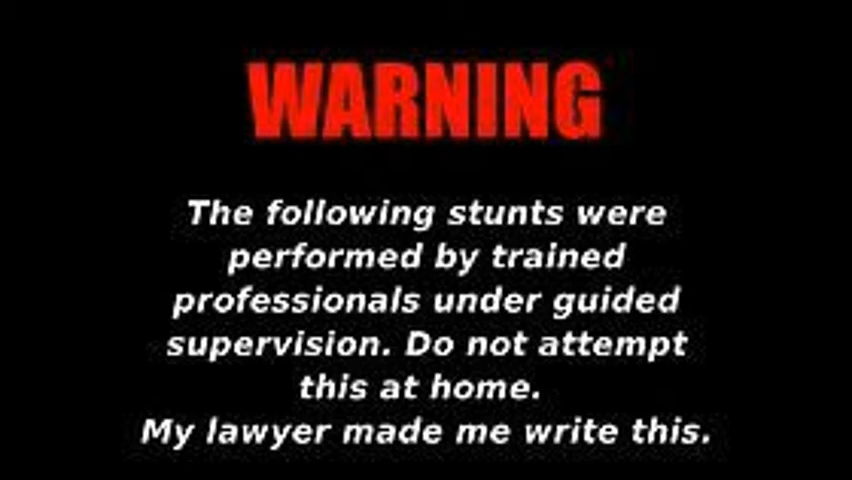 WARNING
The following stunts were
performed by trained
professionals under guided
supervision. Do not attempt
this at home.
My lawyer made me write this.